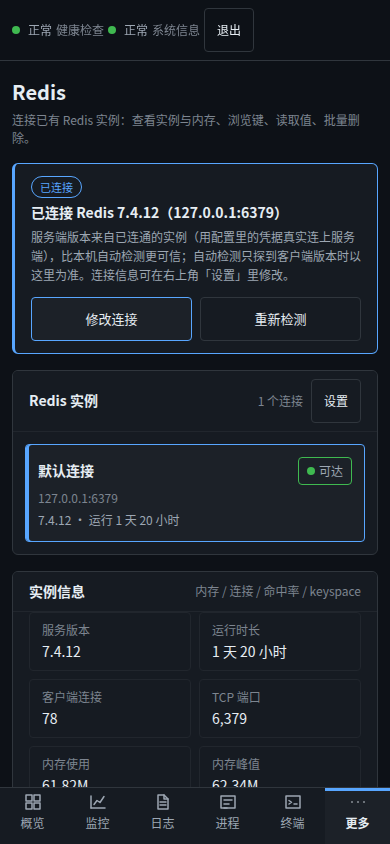 正常 健康检查 正常 系统信息 退出
Redis
连接已有 Redis 实例：查看实例与内存、浏览键、读取值、批量删
除。
已连接
已连接 Redis 7.4.12（127.0.0.1:6379）
服务端版本来自已连通的实例（用配置里的凭据真实连上服务
端），比本机自动检测更可信；自动检测只探到客户端版本时以
这里为准。连接信息可在右上角「设置」里修改。
修改连接 重新检测
Redis 实例 1 个连接 设置
默认连接 可达
127.0.0.1:6379
7.4.12 · 运行 1 天 20 小时
实例信息 内存 / 连接 / 命中率 / keyspace
服务版本 运行时长
7.4.12 1 天 20 小时
客户端连接 TCP 端口
78 6,379
内存使用 内存峰值
61.82M 62.34M
概览 监控 日志 进程 终端 更多